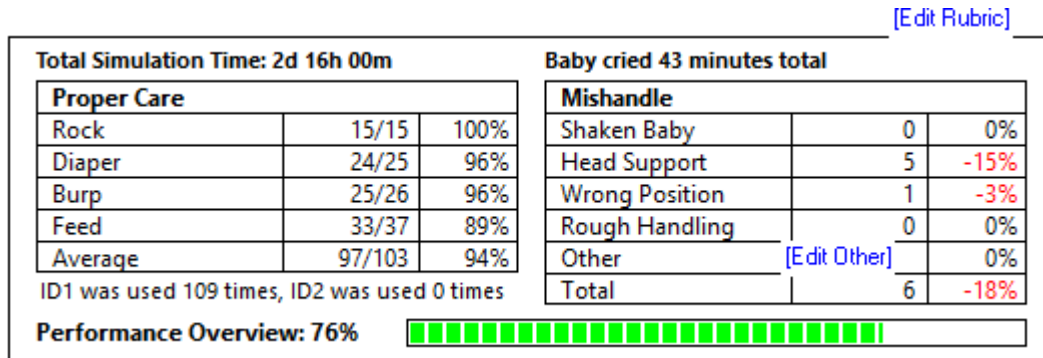 [Edit Rubric]
Total Simulation Time: 2d 16h 00m
Proper Care
Rock 15/15 100%
Diaper 24/25 96%
Burp 25/26 96%
Feed 33/37 89%
Average 97/103 94%
ID1 was used 109 times, ID2 was used 0 times
Baby cried 43 minutes total
Mishandle
Shaken Baby 0 0%
Head Support 5 -15%
Wrong Position 1 -3%
Rough Handling 0 0%
Other [Edit Other] 0%
Total 6 -18%
Performance Overview: 76%